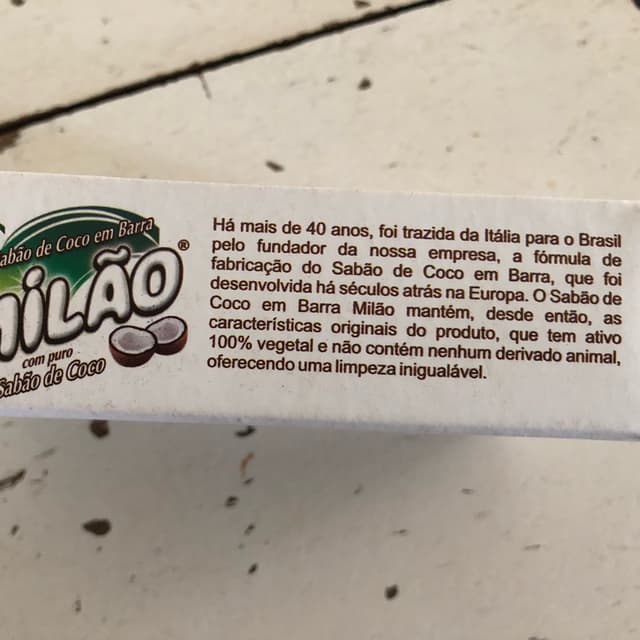 Sabão de Coco em Barra
MILÃO®
com puro
Sabão de Coco
Há mais de 40 anos, foi trazida da Itália para o Brasil
pelo fundador da nossa empresa, a fórmula de
fabricação do Sabão de Coco em Barra, que foi
desenvolvida há séculos atrás na Europa. O Sabão de
Coco em Barra Milão mantém, desde então, as
características originais do produto, que tem ativo
100% vegetal e não contém nenhum derivado animal,
oferecendo uma limpeza inigualável.